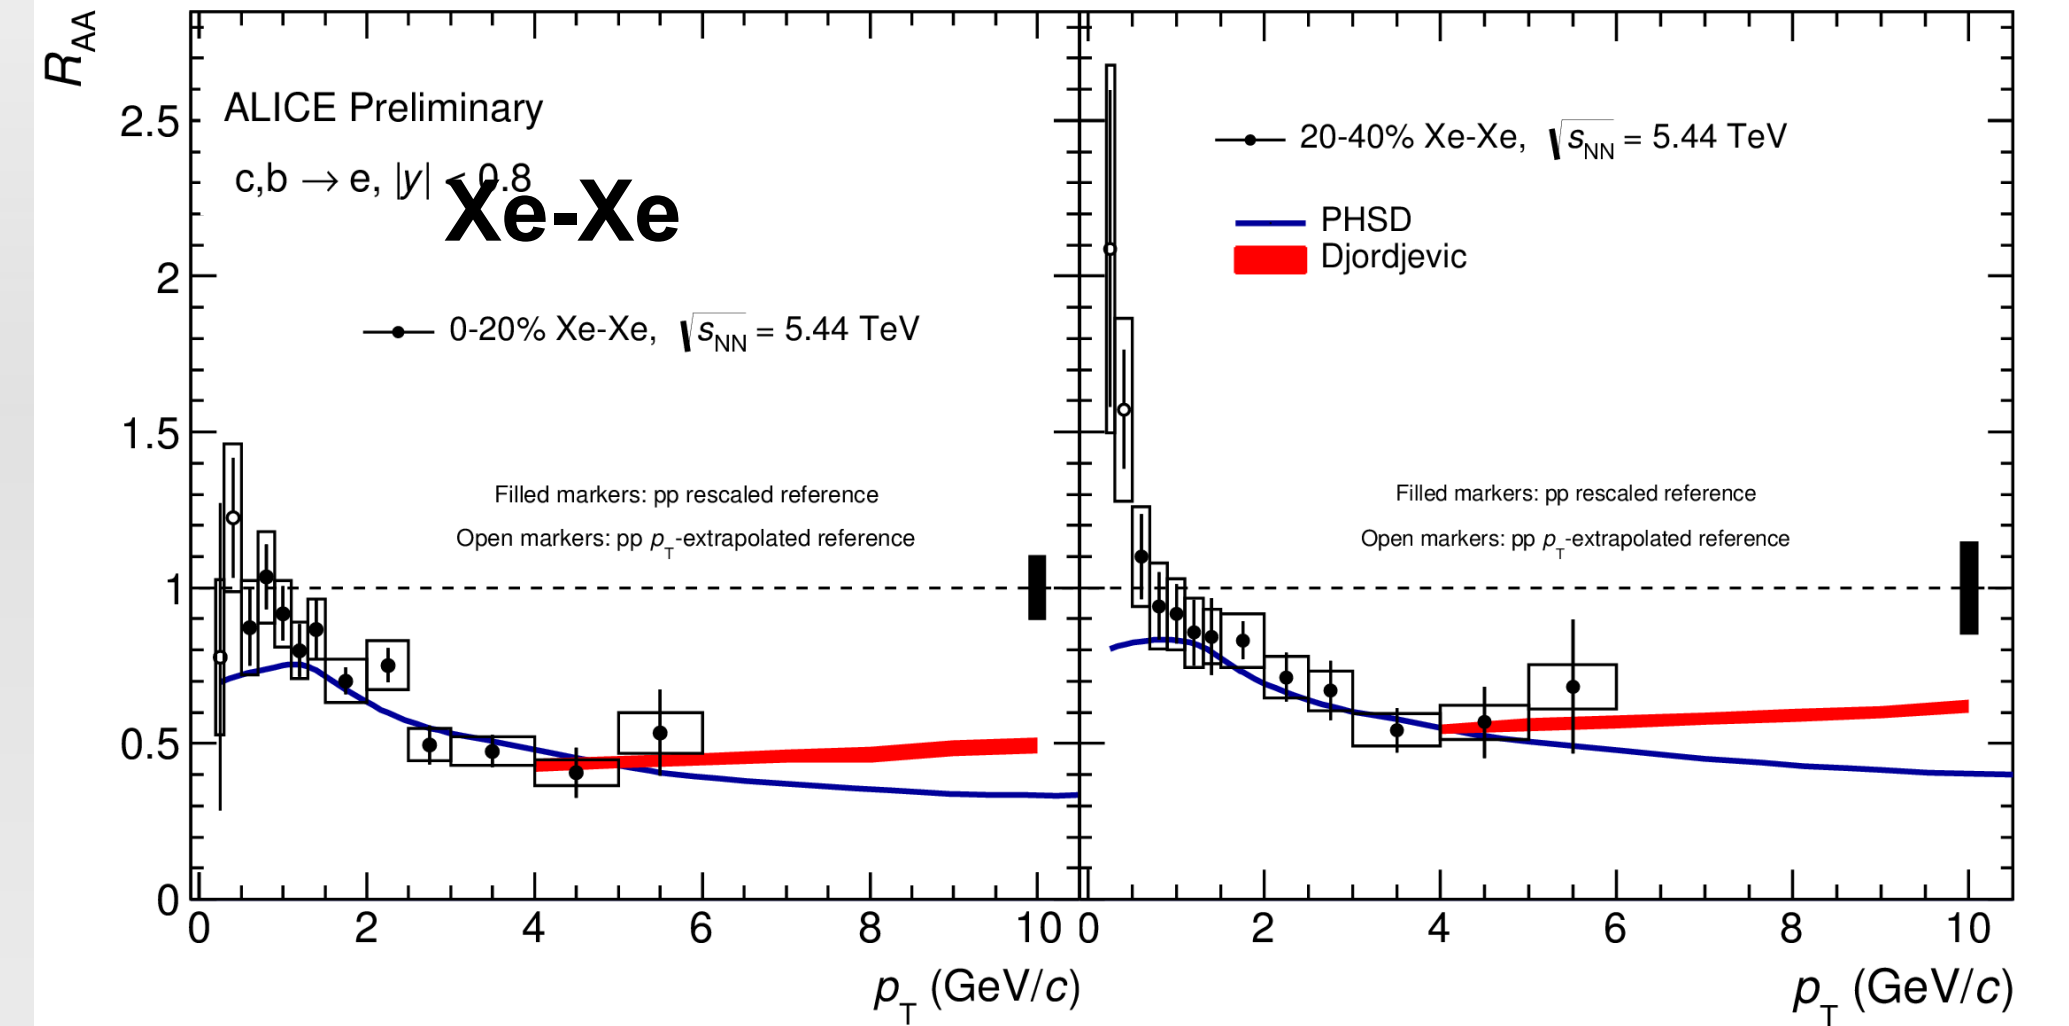 R_AA
ALICE Preliminary
c,b → e, |y| < 0.8
Xe-Xe
0-20% Xe-Xe, √s_NN = 5.44 TeV
Filled markers: pp rescaled reference
Open markers: pp p_T-extrapolated reference
2.5
2
1.5
1
0.5
0
0 2 4 6 8 10
p_T (GeV/c)
20-40% Xe-Xe, √s_NN = 5.44 TeV
PHSD
Djordjevic
Filled markers: pp rescaled reference
Open markers: pp p_T-extrapolated reference
0 2 4 6 8 10
p_T (GeV/c)